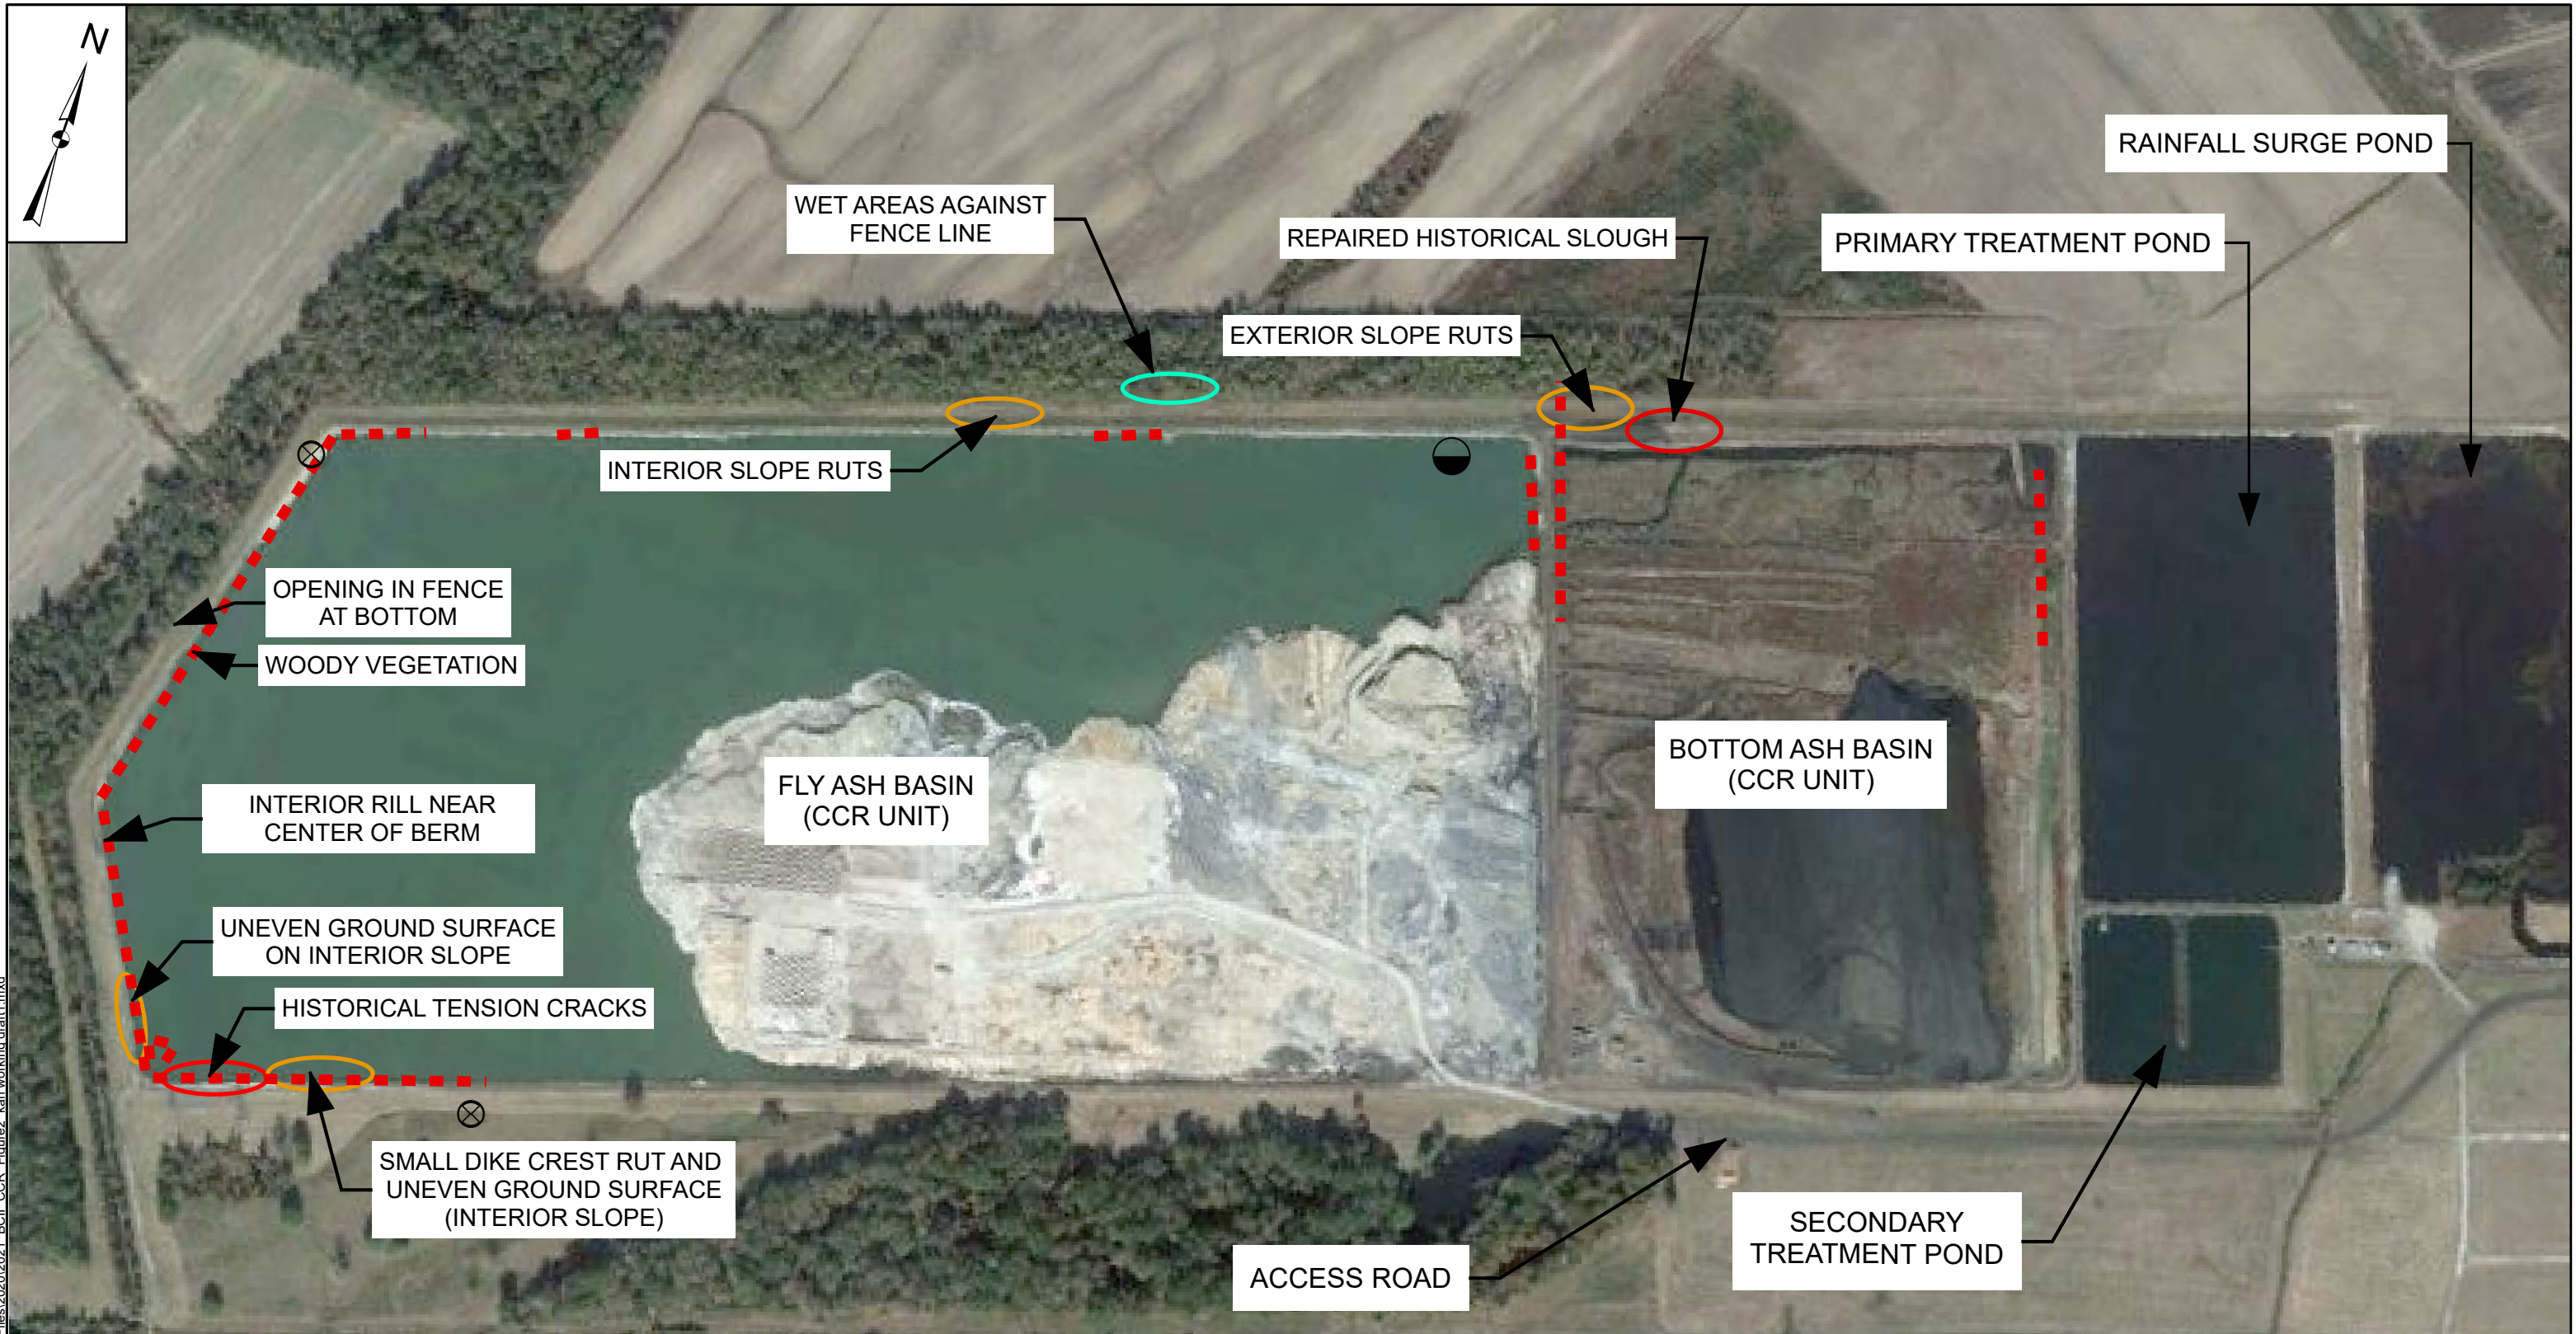 N
RAINFALL SURGE POND
WET AREAS AGAINST
FENCE LINE
REPAIRED HISTORICAL SLOUGH
PRIMARY TREATMENT POND
EXTERIOR SLOPE RUTS
INTERIOR SLOPE RUTS
OPENING IN FENCE
AT BOTTOM
WOODY VEGETATION
BOTTOM ASH BASIN
(CCR UNIT)
FLY ASH BASIN
(CCR UNIT)
INTERIOR RILL NEAR
CENTER OF BERM
UNEVEN GROUND SURFACE
ON INTERIOR SLOPE
HISTORICAL TENSION CRACKS
SMALL DIKE CREST RUT AND
UNEVEN GROUND SURFACE
(INTERIOR SLOPE)
SECONDARY
TREATMENT POND
ACCESS ROAD